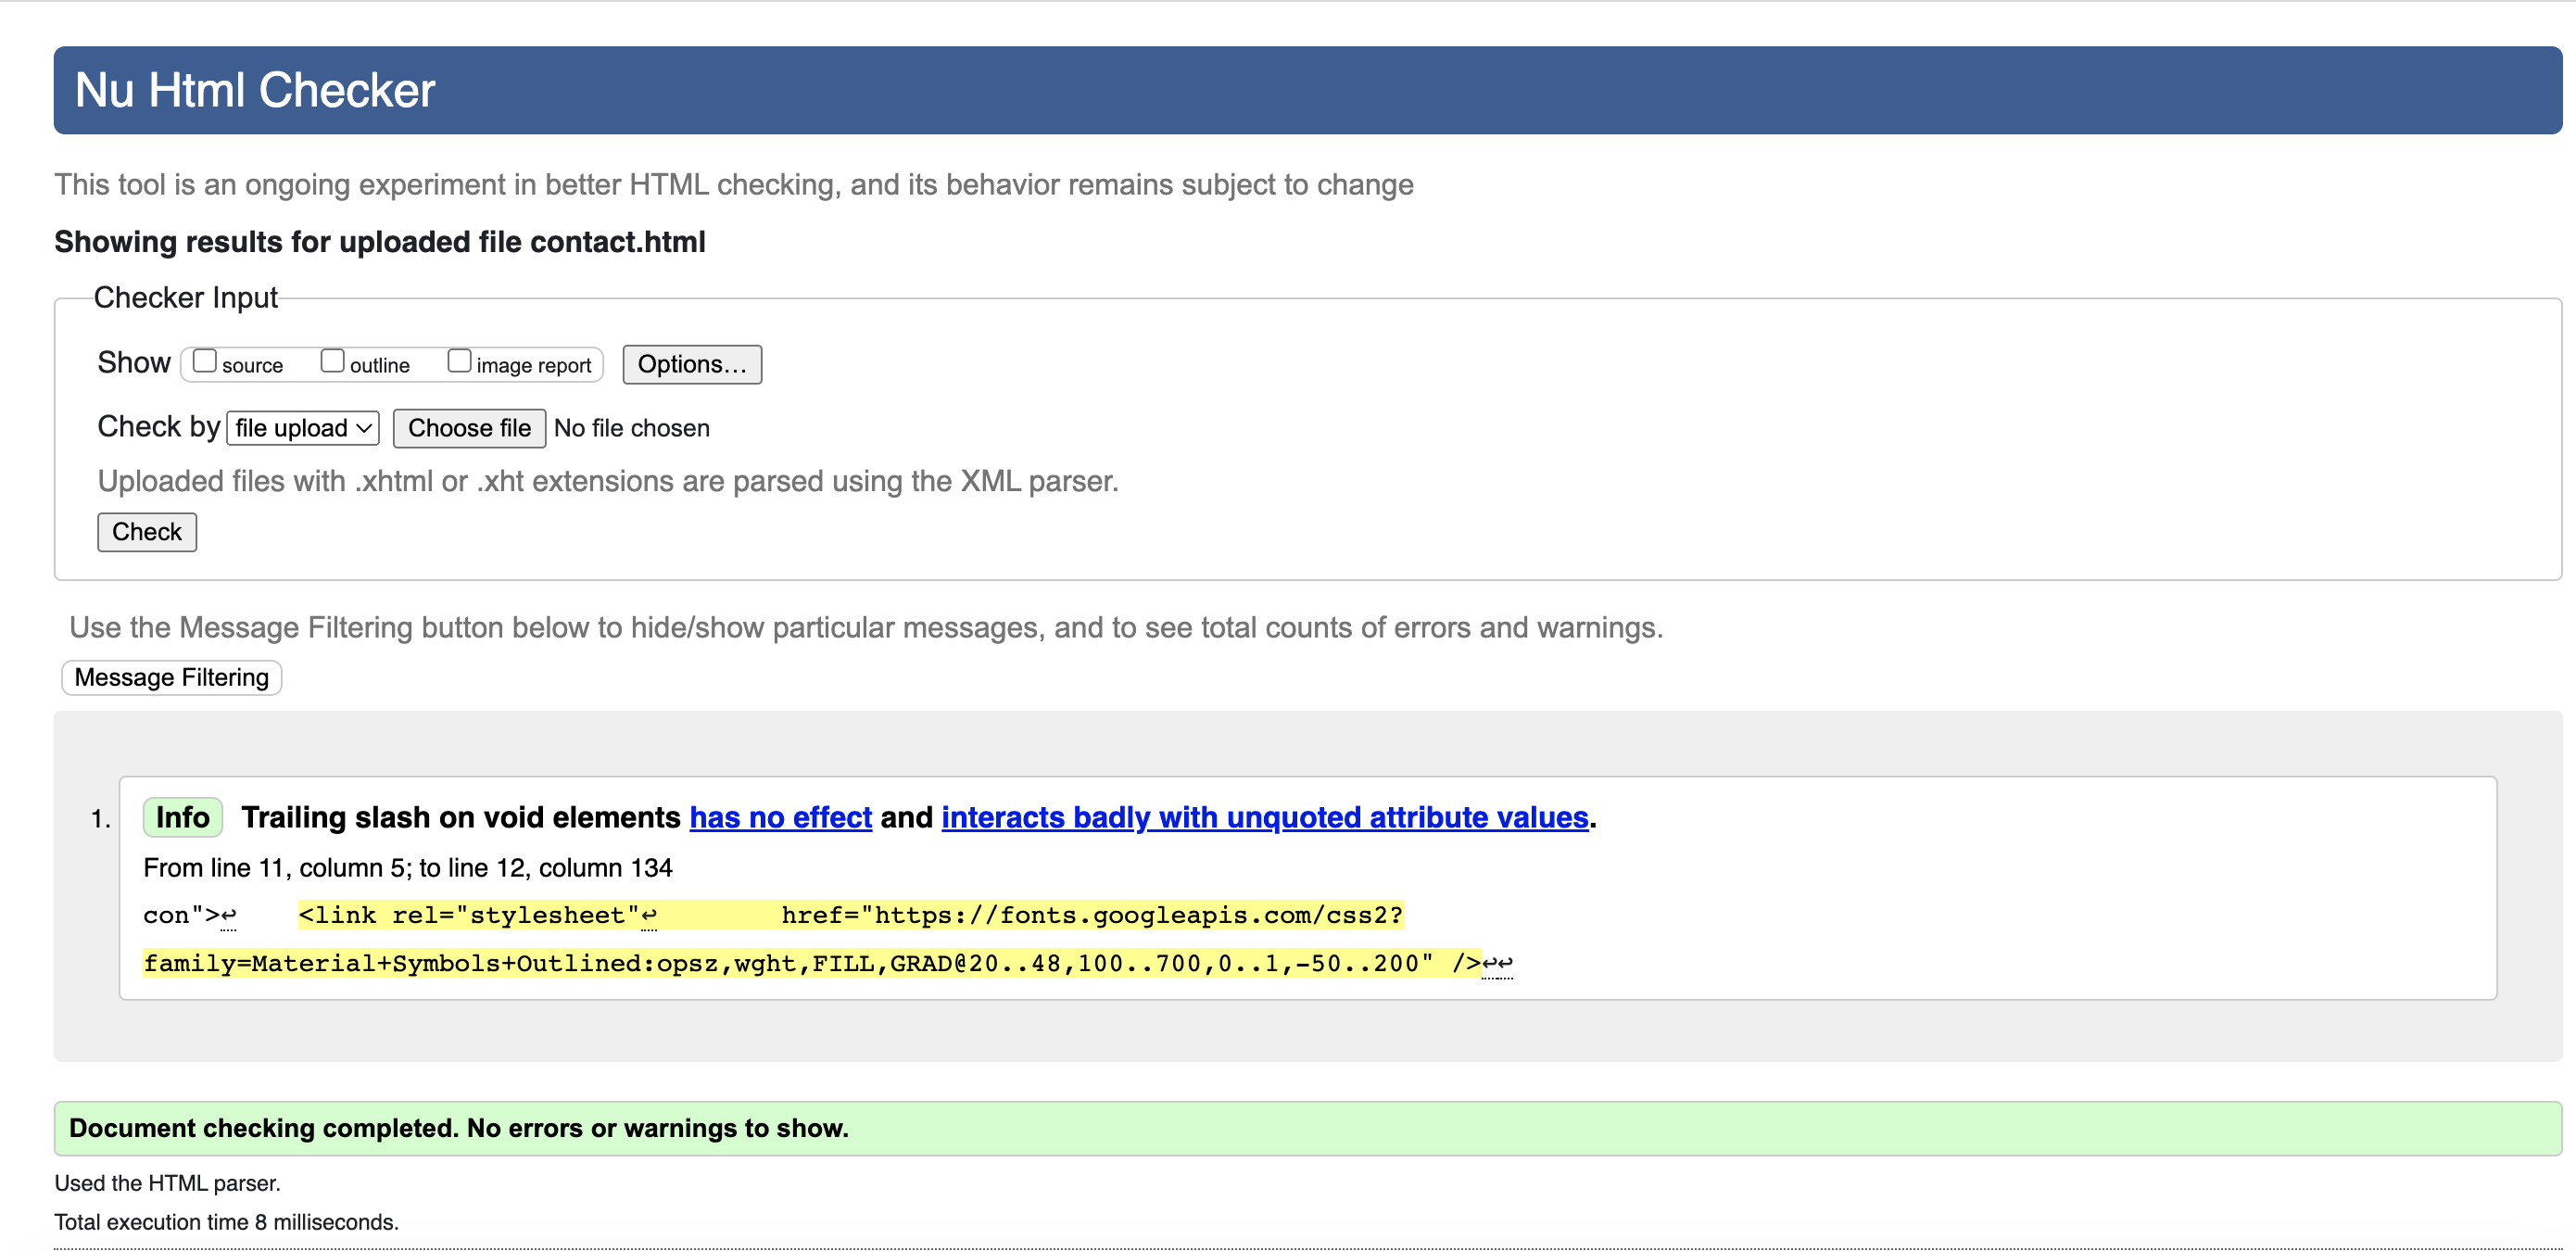 Nu Html Checker
This tool is an ongoing experiment in better HTML checking, and its behavior remains subject to change
Showing results for uploaded file contact.html
Checker Input
Show source outline image report Options...
Check by file upload Choose file No file chosen
Uploaded files with .xhtml or .xht extensions are parsed using the XML parser.
Check
Use the Message Filtering button below to hide/show particular messages, and to see total counts of errors and warnings.
Message Filtering
1. Info Trailing slash on void elements has no effect and interacts badly with unquoted attribute values.
From line 11, column 5; to line 12, column 134
con">↩ <link rel="stylesheet"↩ href="https://fonts.googleapis.com/css2?
family=Material+Symbols+Outlined:opsz,wght,FILL,GRAD@20..48,100..700,0..1,-50..200" />↩↩
Document checking completed. No errors or warnings to show.
Used the HTML parser.
Total execution time 8 milliseconds.